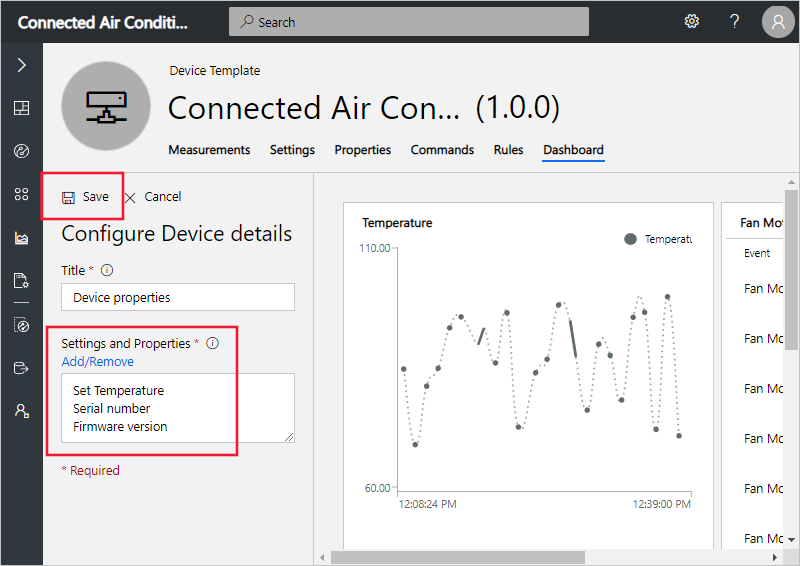 Connected Air Conditi...
Search
?
Device Template
Connected Air Con... (1.0.0)
Measurements Settings Properties Commands Rules Dashboard
Save Cancel
Configure Device details
Title *
Device properties
Settings and Properties *
Add/Remove
Set Temperature
Serial number
Firmware version
* Required
Temperature
Temperatu
110.00
60.00
12:08:24 PM 12:39:00 PM
Fan Mot
Event
Fan Mo
Fan Mo
Fan Mo
Fan Mo
Fan Mo
Fan Mo